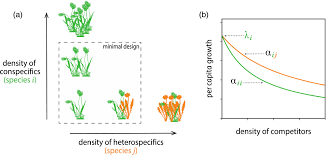 (a)
density of
conspecifics
(species i)
minimal design
density of heterospecifics
(species j)
(b)
per capita growth
λi
αij
αii
density of competitors